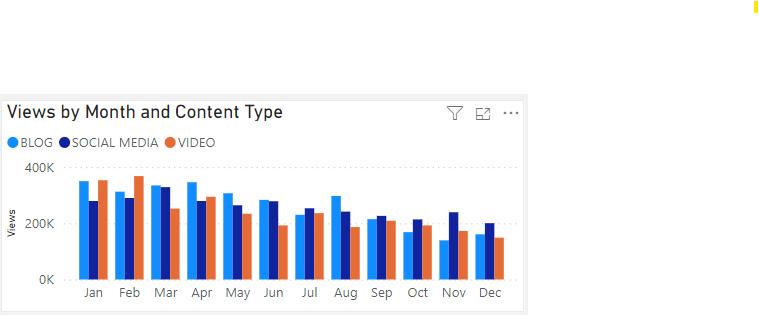 Views by Month and Content Type
BLOG SOCIAL MEDIA VIDEO
400K
200K
0K
Views
Jan Feb Mar Apr May Jun Jul Aug Sep Oct Nov Dec